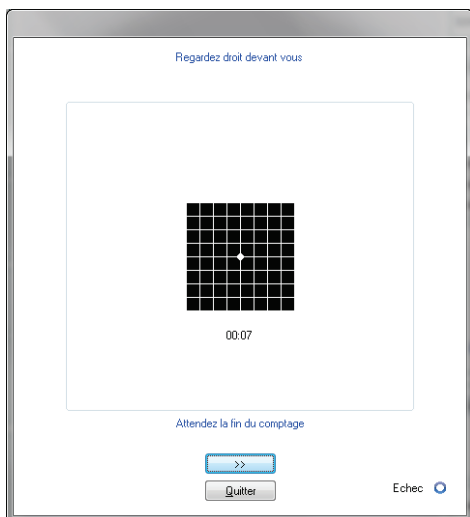 Regardez droit devant vous
00:07
Attendez la fin du comptage
>>
Quitter
Echec